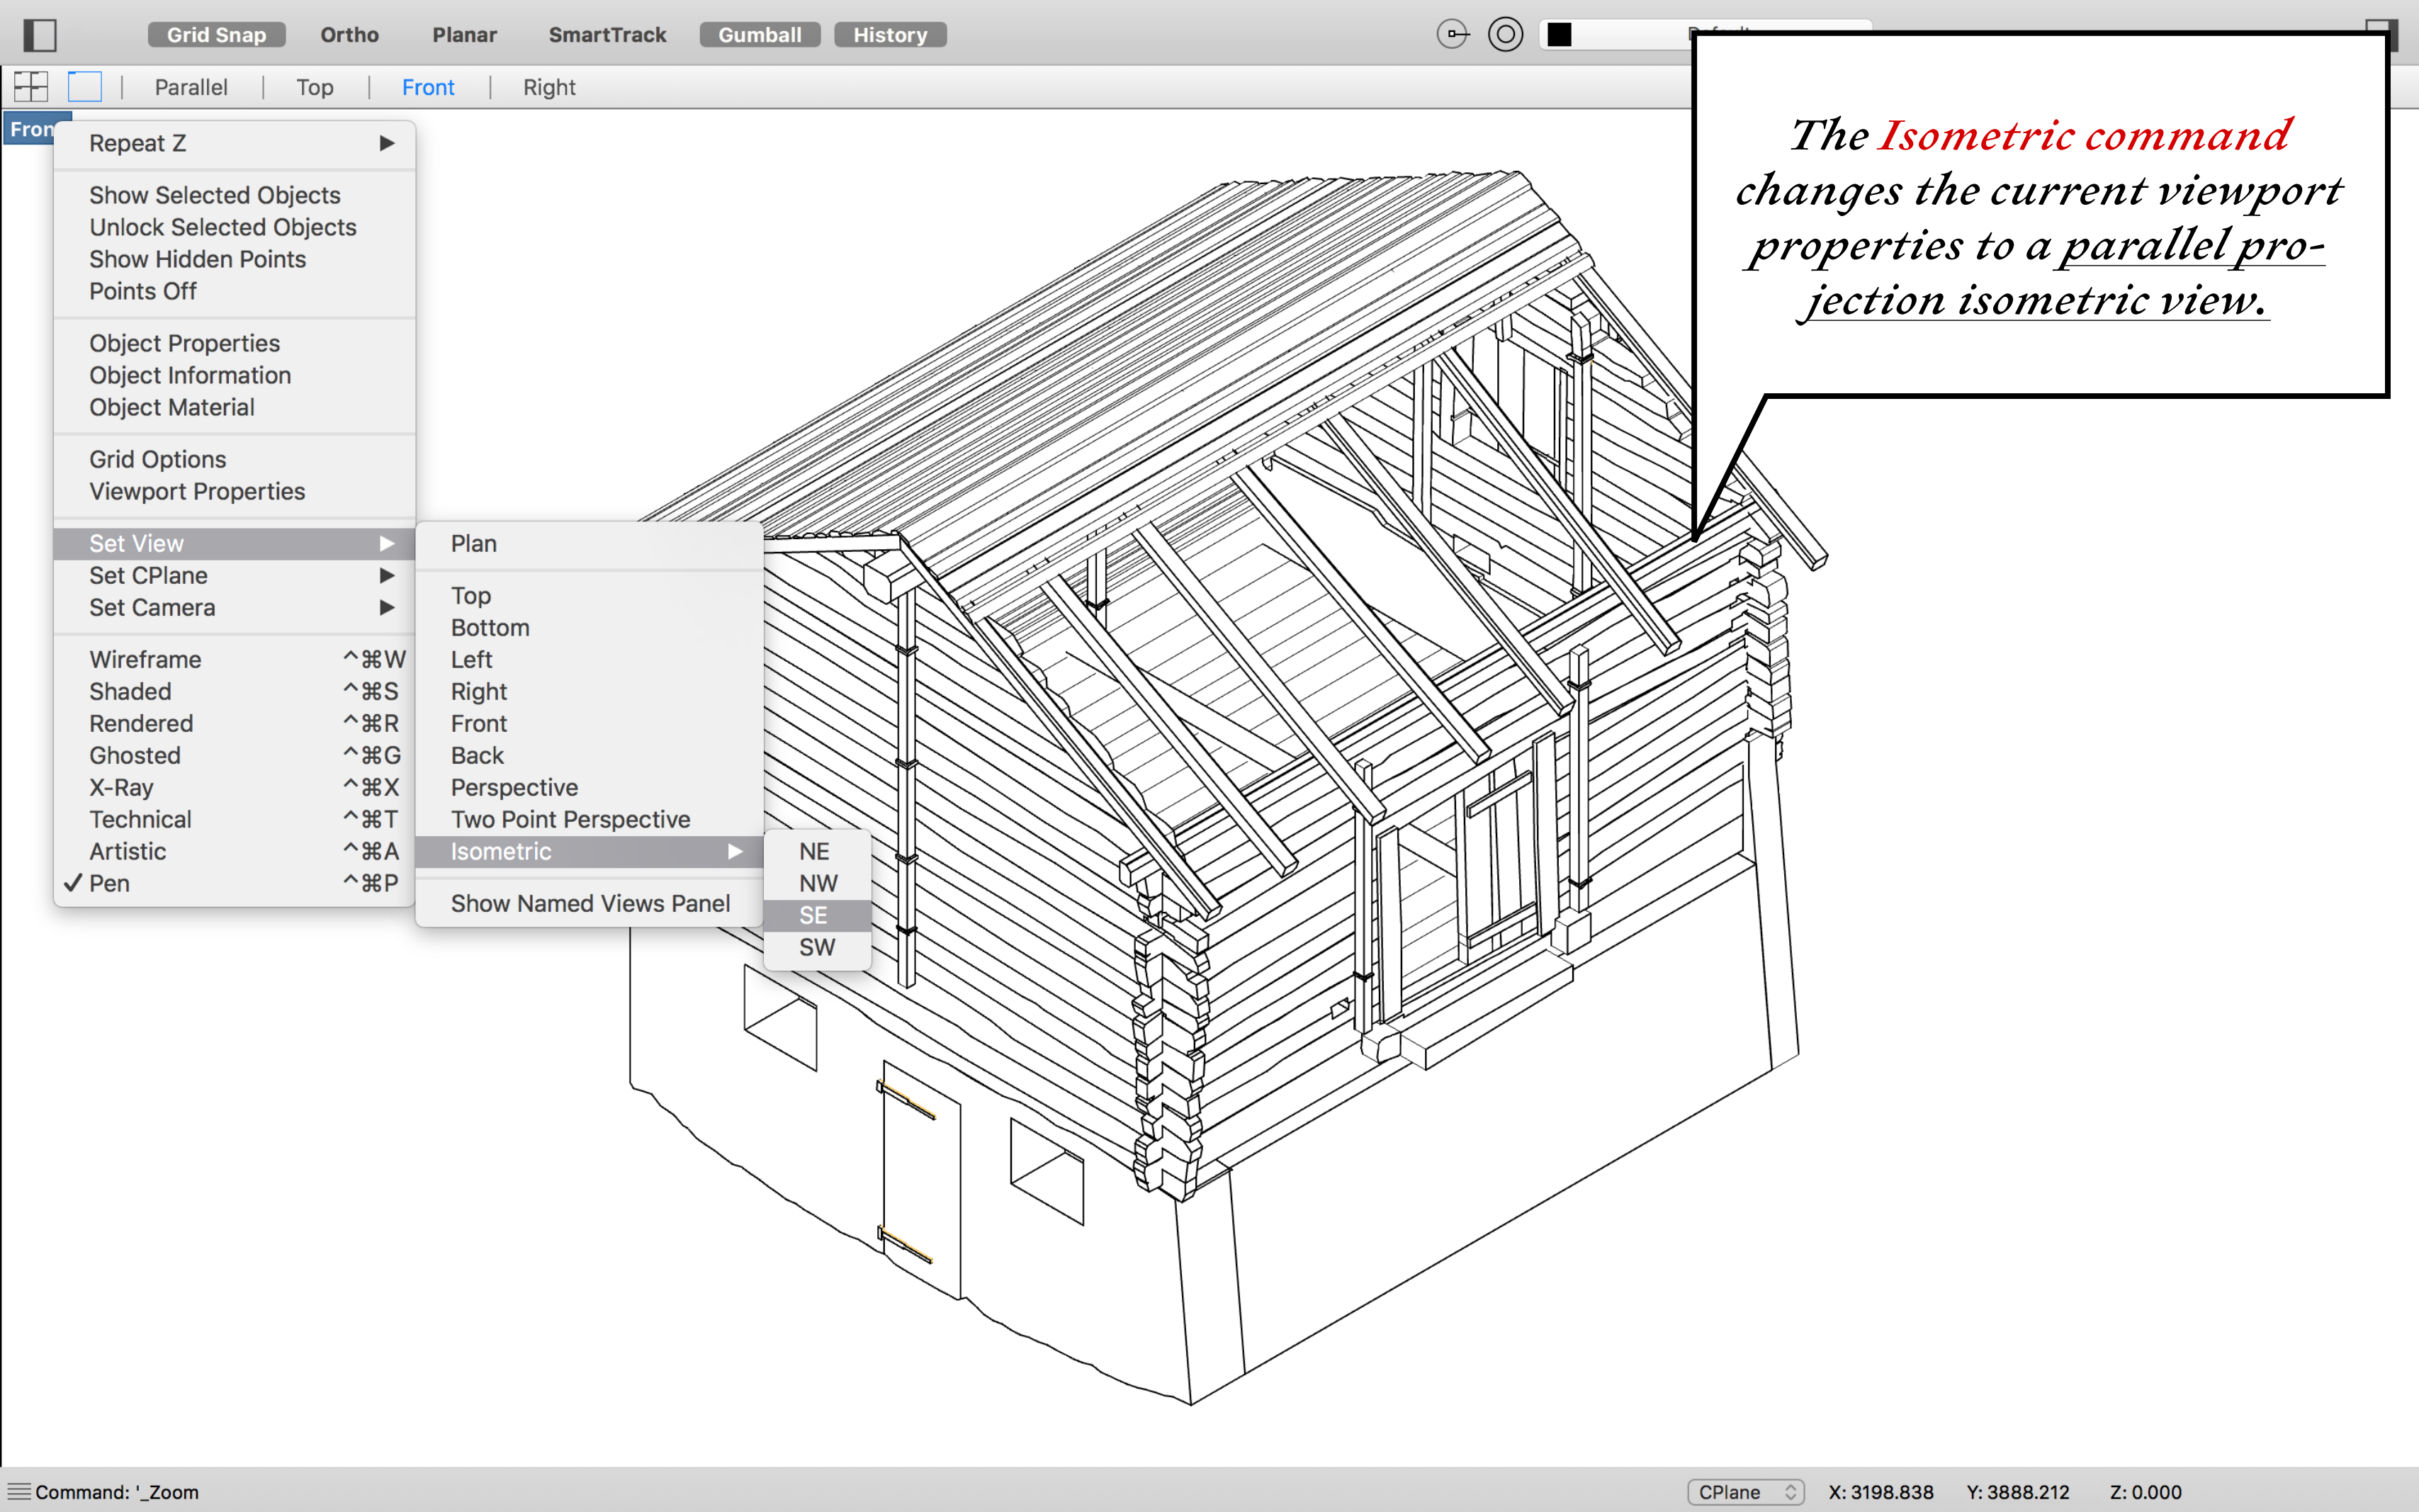 Grid Snap Ortho Planar SmartTrack Gumball History
Parallel | Top | Front | Right
Repeat Z
Show Selected Objects
Unlock Selected Objects
Show Hidden Points
Points Off
Object Properties
Object Information
Object Material
Grid Options
Viewport Properties
Set View
Set CPlane
Set Camera
Wireframe ^⌘W
Shaded ^⌘S
Rendered ^⌘R
Ghosted ^⌘G
X-Ray ^⌘X
Technical ^⌘T
Artistic ^⌘A
✓ Pen ^⌘P
Plan
Top
Bottom
Left
Right
Front
Back
Perspective
Two Point Perspective
Isometric
Show Named Views Panel
NE
NW
SE
SW
The Isometric command
changes the current viewport
properties to a parallel pro-
jection isometric view.
Command: '_Zoom
CPlane X: 3198.838 Y: 3888.212 Z: 0.000